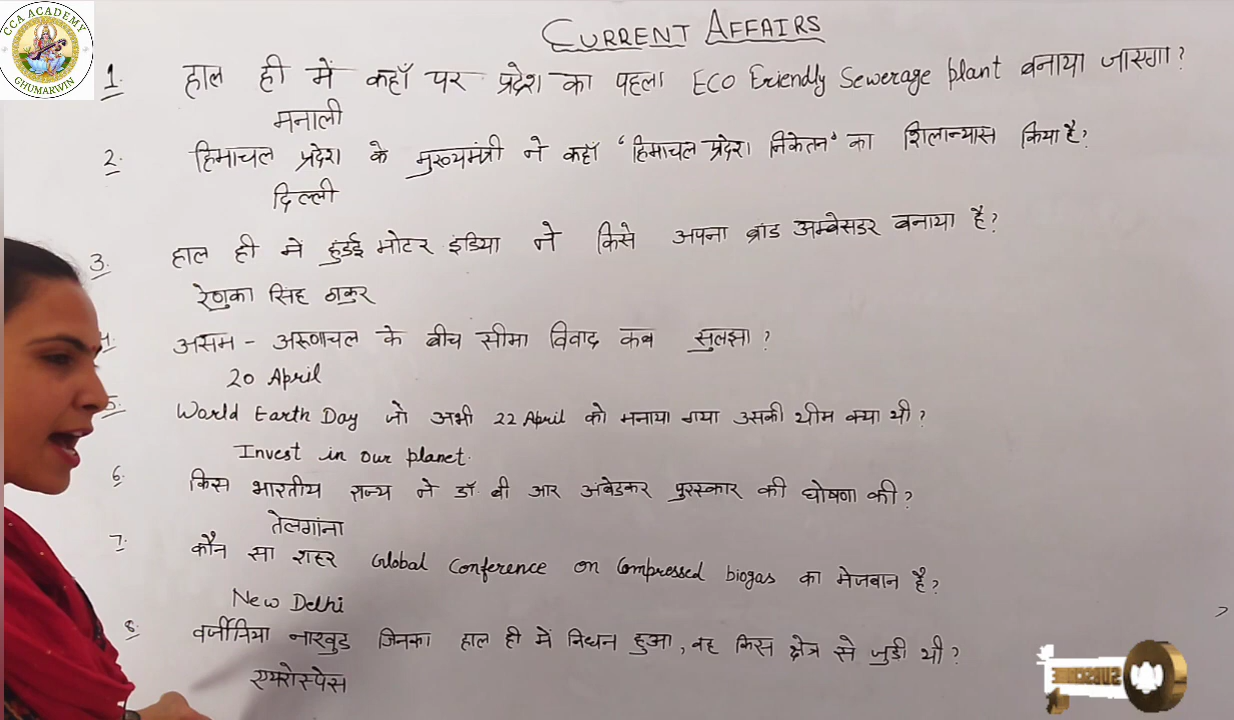 CCA ACADEMY
GHUMARWIN
CURRENT AFFAIRS
1. हाल ही में कहाँ पर प्रदेश का पहला ECO Friendly Sewerage plant बनाया जाएगा?
मनाली
2. हिमाचल प्रदेश के मुख्यमंत्री ने कहाँ 'हिमाचल प्रदेश निकेतन' का शिलान्यास किया है?
दिल्ली
3. हाल ही में हुंडई मोटर इंडिया ने किसे अपना ब्रांड अम्बेसडर बनाया है?
रेणुका सिंह ठाकुर
4. असम - अरुणाचल के बीच सीमा विवाद कब सुलझा?
20 April
5. World Earth Day जो अभी 22 April को मनाया गया उसकी थीम क्या थी?
Invest in our planet.
6. किस भारतीय राज्य ने डॉ. बी आर अंबेडकर पुरस्कार की घोषणा की?
तेलगांना
7. कौन सा शहर Global Conference on Compressed biogas का मेजबान है?
New Delhi
8. वर्जीनिया नारवुड जिनका हाल ही में निधन हुआ, वह किस क्षेत्र से जुड़ी थी?
एयरोस्पेस
SUBSCRIBE